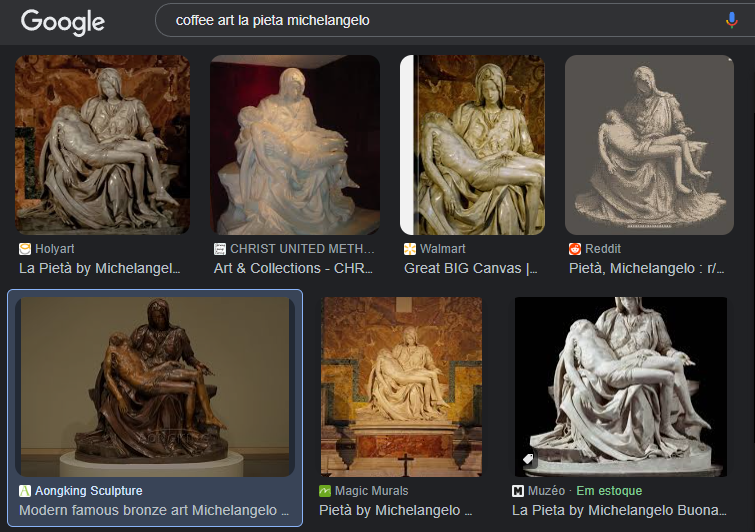 Google
coffee art la pieta michelangelo
Holyart
La Pietà by Michelangel...
CHRIST UNITED METH...
Art & Collections - CHR...
Walmart
Great BIG Canvas |...
Reddit
Pietà, Michelangelo : r/...
Aongking Sculpture
Modern famous bronze art Michelangelo ...
Magic Murals
Pietà by Michelangelo ...
Muzéo · Em estoque
La Pieta by Michelangelo Buona...